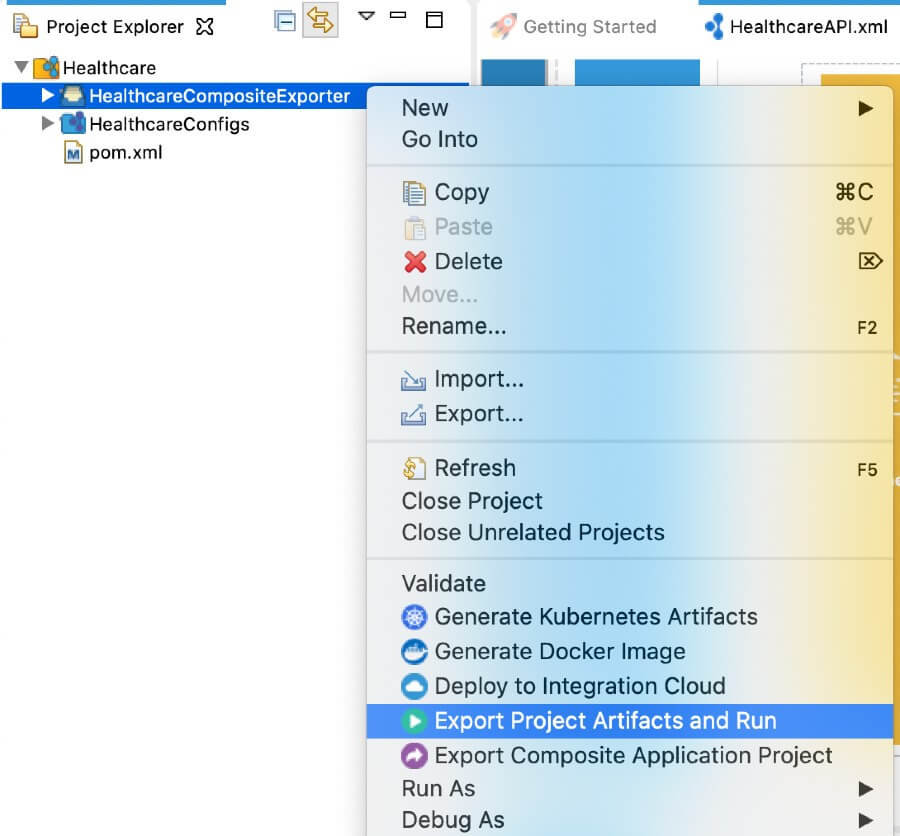 Project Explorer
Getting Started
HealthcareAPI.xml
Healthcare
HealthcareCompositeExporter
HealthcareConfigs
pom.xml
New
Go Into
Copy ⌘C
Paste ⌘V
Delete ⌦
Move...
Rename... F2
Import...
Export...
Refresh F5
Close Project
Close Unrelated Projects
Validate
Generate Kubernetes Artifacts
Generate Docker Image
Deploy to Integration Cloud
Export Project Artifacts and Run
Export Composite Application Project
Run As
Debug As